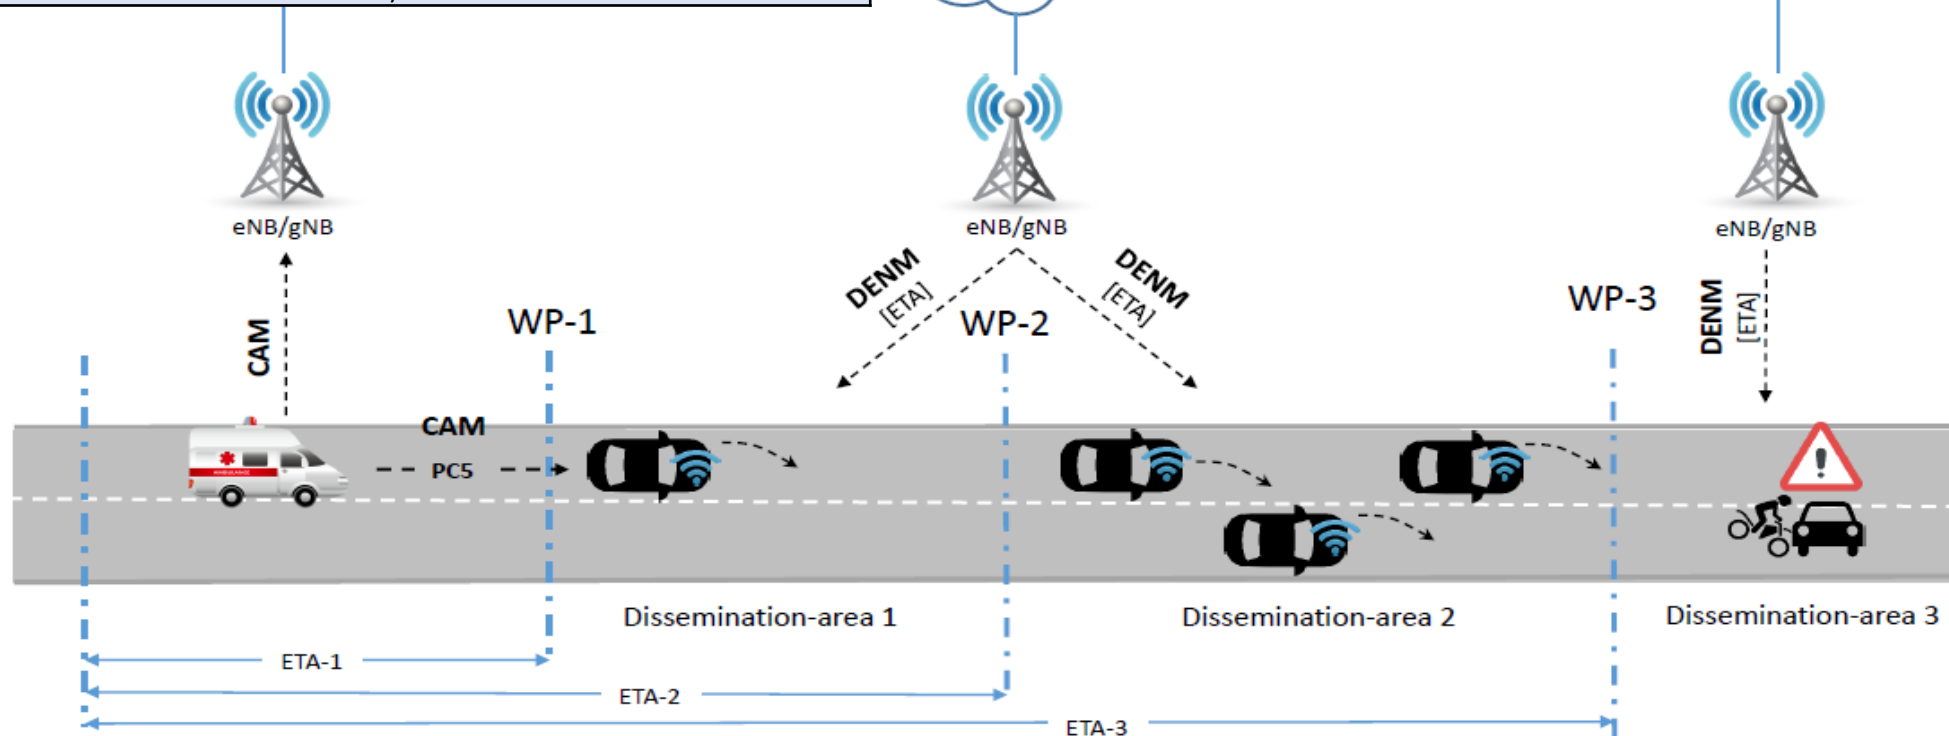 eNB/gNB
eNB/gNB
eNB/gNB
CAM
WP-1
DENM
[ETA]
WP-2
DENM
[ETA]
WP-3
DENM
[ETA]
CAM
PC5
AMBULANCE
Dissemination-area 1
Dissemination-area 2
Dissemination-area 3
ETA-1
ETA-2
ETA-3